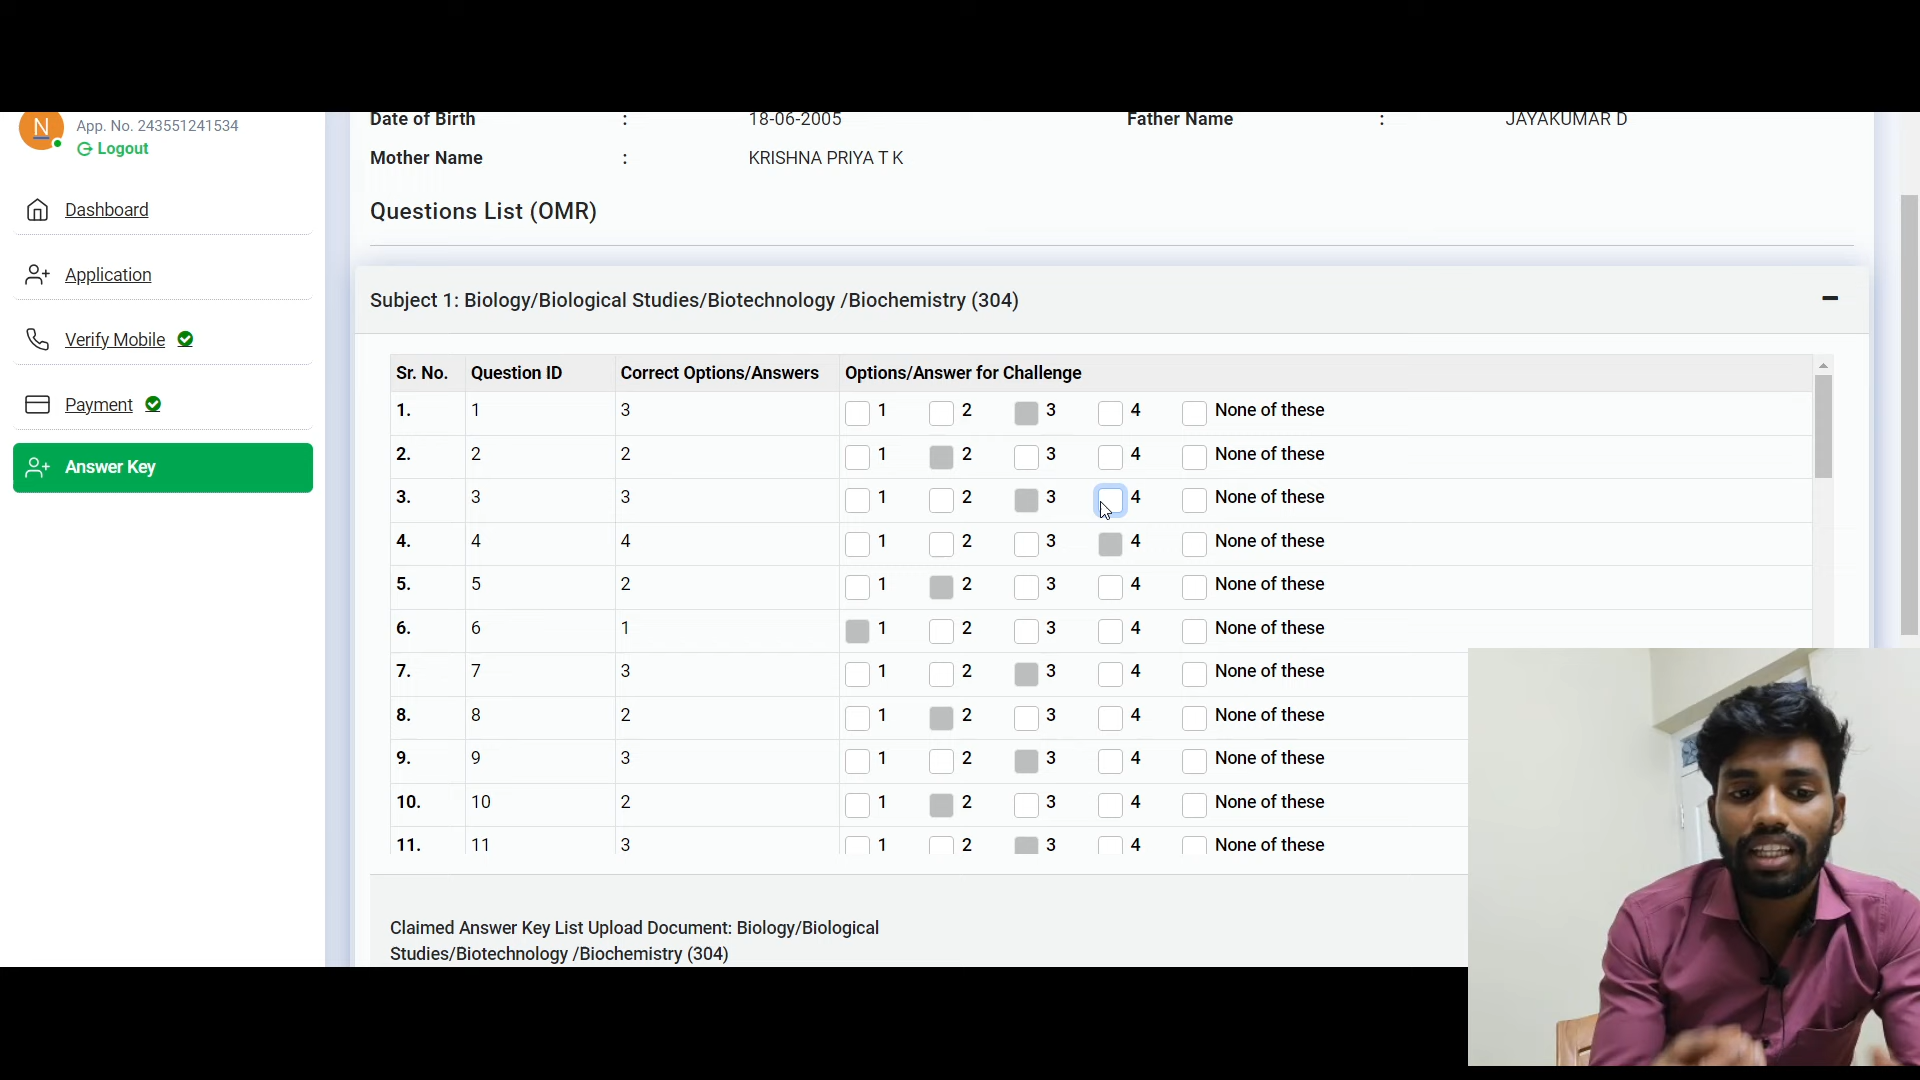 N
App. No. 243551241534
Logout
Dashboard
Application
Verify Mobile
Payment
Answer Key
Date of Birth : 18-06-2005 Father Name : JAYAKUMAR D
Mother Name : KRISHNA PRIYA T K
Questions List (OMR)
Subject 1: Biology/Biological Studies/Biotechnology /Biochemistry (304)
Sr. No. Question ID Correct Options/Answers Options/Answer for Challenge
1. 1 3 1 2 3 4 None of these
2. 2 2 1 2 3 4 None of these
3. 3 3 1 2 3 4 None of these
4. 4 4 1 2 3 4 None of these
5. 5 2 1 2 3 4 None of these
6. 6 1 1 2 3 4 None of these
7. 7 3 1 2 3 4 None of these
8. 8 2 1 2 3 4 None of these
9. 9 3 1 2 3 4 None of these
10. 10 2 1 2 3 4 None of these
11. 11 3 1 2 3 4 None of these
Claimed Answer Key List Upload Document: Biology/Biological
Studies/Biotechnology /Biochemistry (304)